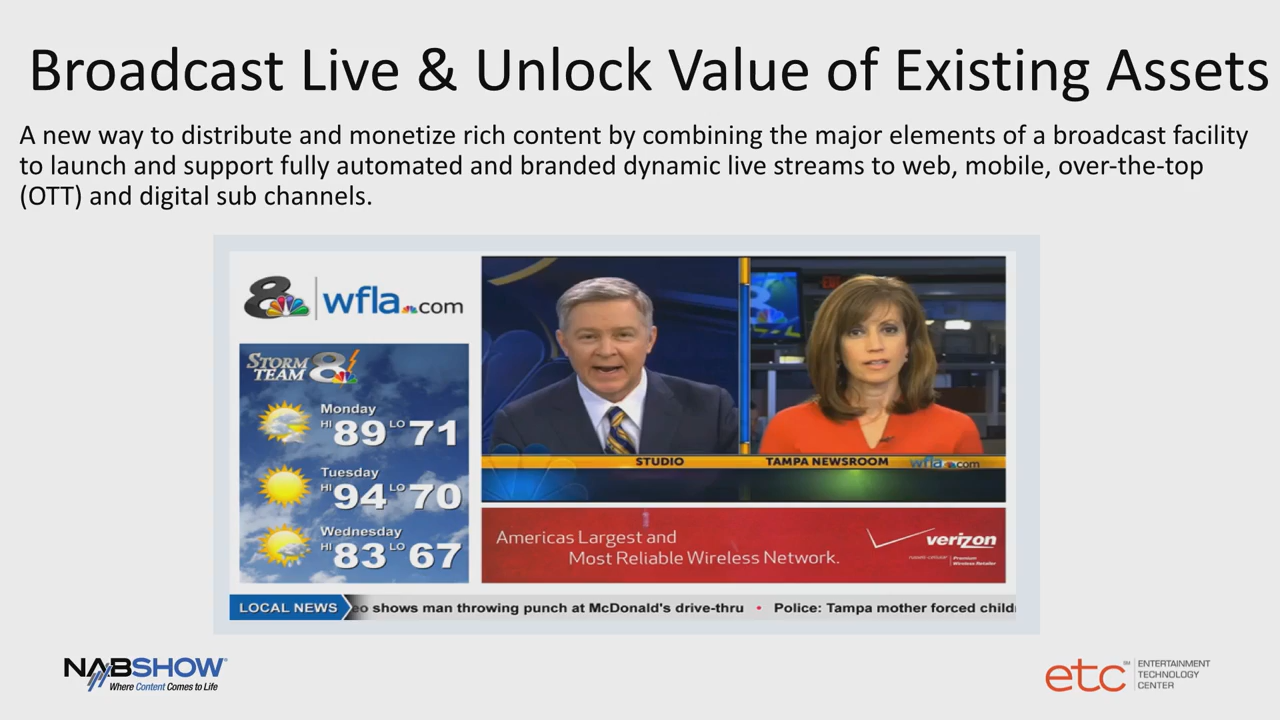 Broadcast Live & Unlock Value of Existing Assets
A new way to distribute and monetize rich content by combining the major elements of a broadcast facility
to launch and support fully automated and branded dynamic live streams to web, mobile, over-the-top
(OTT) and digital sub channels.
8 wfla.com
STORM
TEAM 8
Monday
HI 89 LO 71
Tuesday
HI 94 LO 70
Wednesday
HI 83 LO 67
STUDIO
TAMPA NEWSROOM wfla.com
Americas Largest and
Most Reliable Wireless Network.
verizon
Premium
Wireless Retailer
LOCAL NEWS eo shows man throwing punch at McDonald's drive-thru • Police: Tampa mother forced child
NABSHOW
Where Content Comes to Life
etc
ENTERTAINMENT
TECHNOLOGY
CENTER